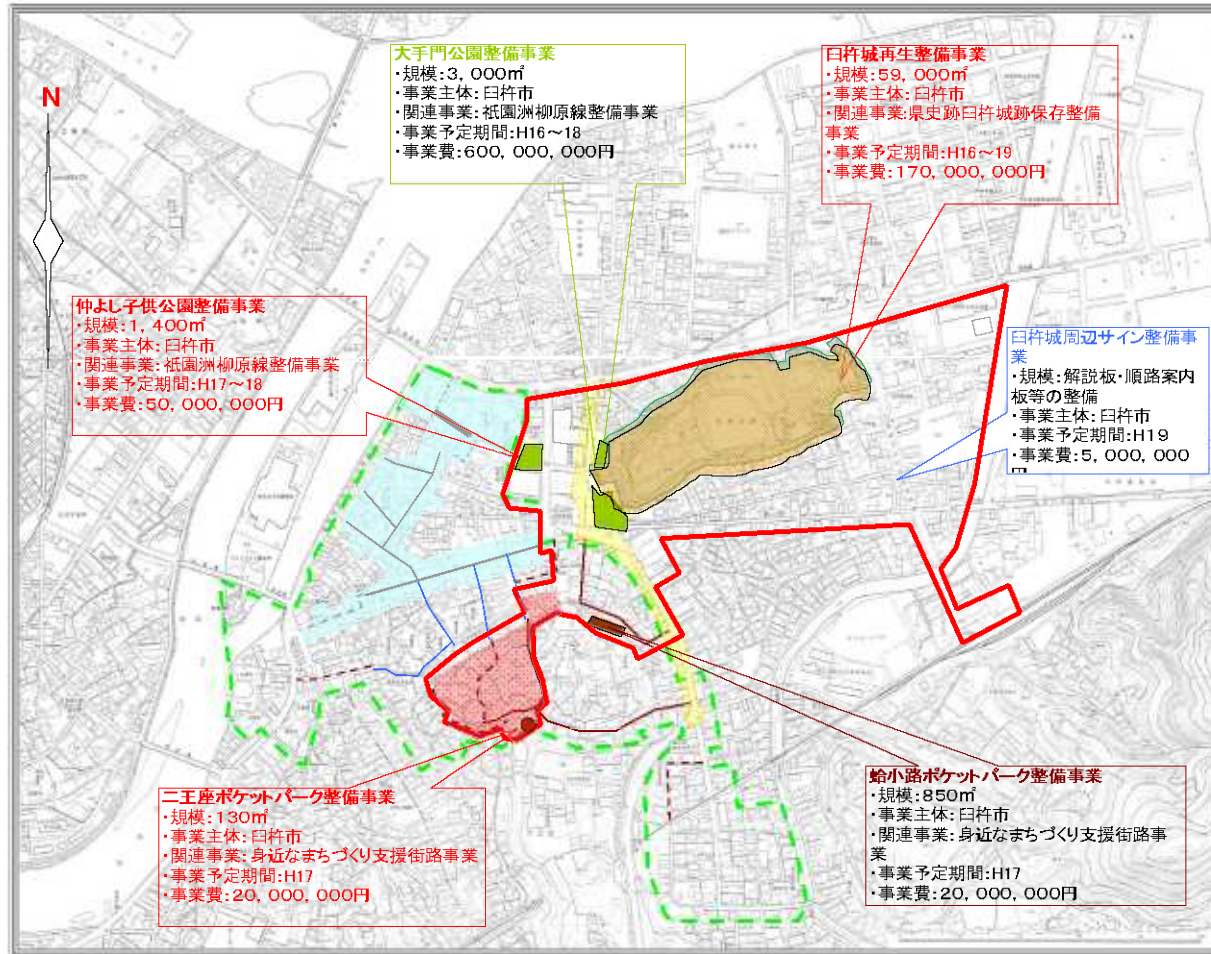 大手門公園整備事業
・規模:3,000㎡
・事業主体:臼杵市
・関連事業:祇園洲柳原線整備事業
・事業予定期間:H16～18
・事業費:600,000,000円
臼杵城再生整備事業
・規模:59,000㎡
・事業主体:臼杵市
・関連事業:県史跡臼杵城跡保存整備
事業
・事業予定期間:H16～19
・事業費:170,000,000円
N
仲よし子供公園整備事業
・規模:1,400㎡
・事業主体:臼杵市
・関連事業:祇園洲柳原線整備事業
・事業予定期間:H17～18
・事業費:50,000,000円
臼杵城周辺サイン整備事
業
・規模:解説板・順路案内
板等の整備
・事業主体:臼杵市
・事業予定期間:H19
・事業費:5,000,000
円
二王座ポケットパーク整備事業
・規模:130㎡
・事業主体:臼杵市
・関連事業:身近なまちづくり支援街路事業
・事業予定期間:H17
・事業費:20,000,000円
蛤小路ポケットパーク整備事業
・規模:850㎡
・事業主体:臼杵市
・関連事業:身近なまちづくり支援街路事
業
・事業予定期間:H17
・事業費:20,000,000円